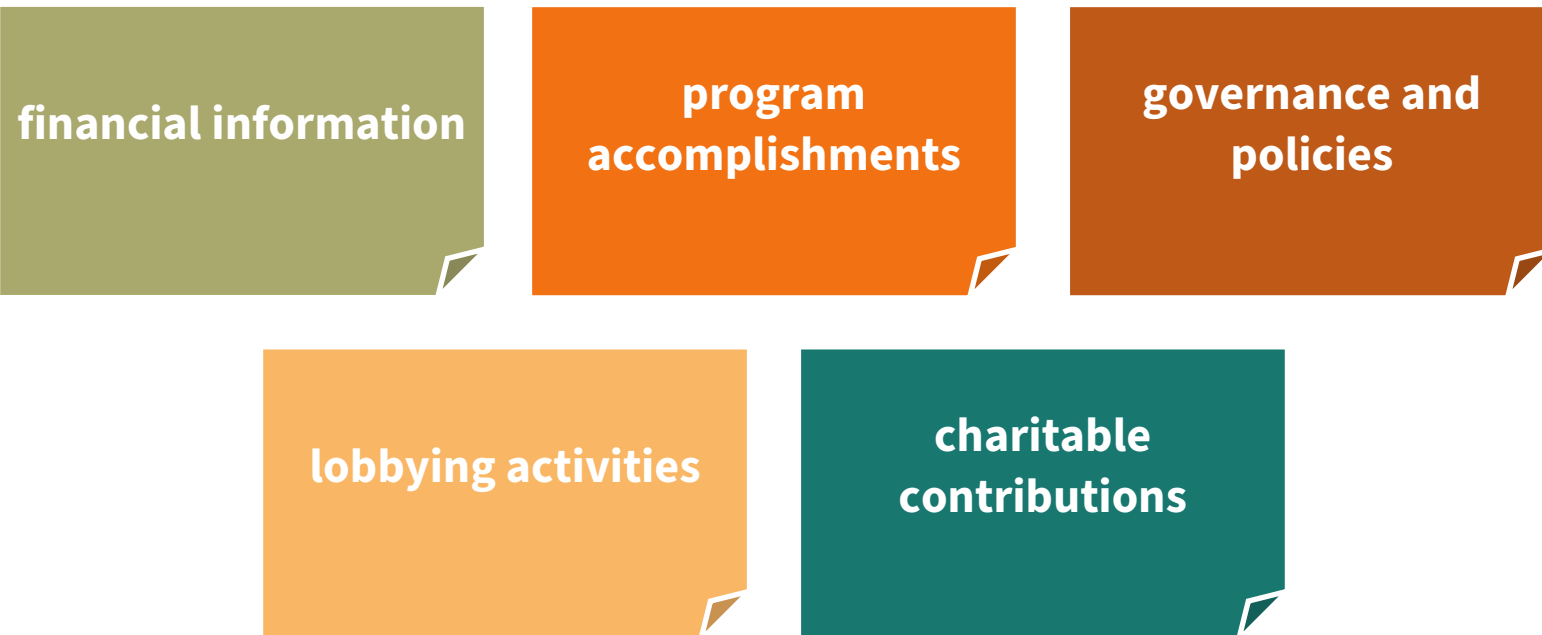 financial information
program
accomplishments
governance and
policies
lobbying activities
charitable
contributions